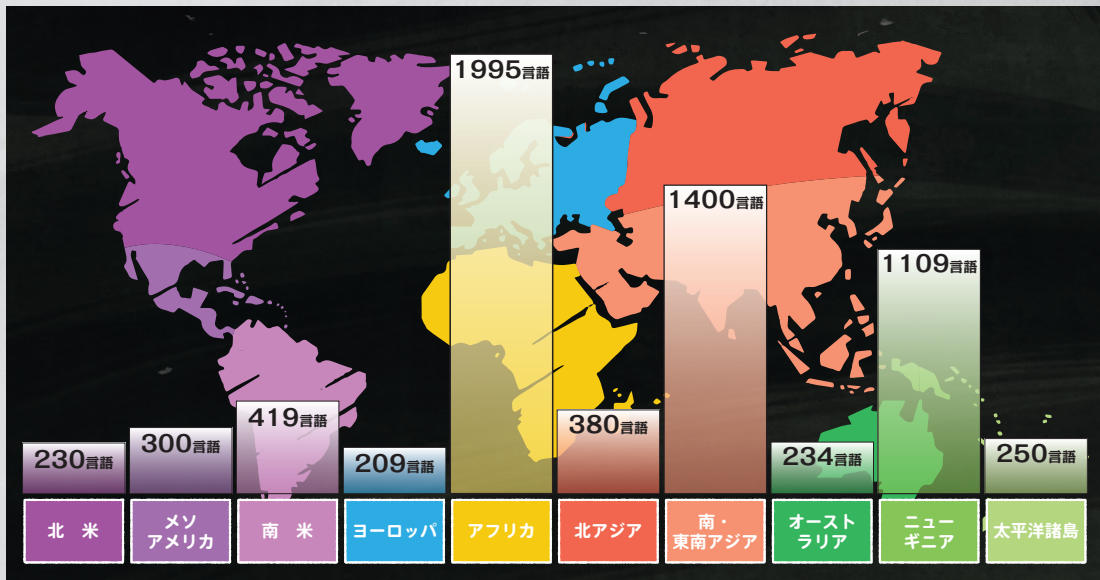 230言語
300言語
419言語
209言語
1995言語
380言語
1400言語
234言語
1109言語
250言語
北　米
メソ
アメリカ
南　米
ヨーロッパ
アフリカ
北アジア
南・
東南アジア
オースト
ラリア
ニュー
ギニア
太平洋諸島